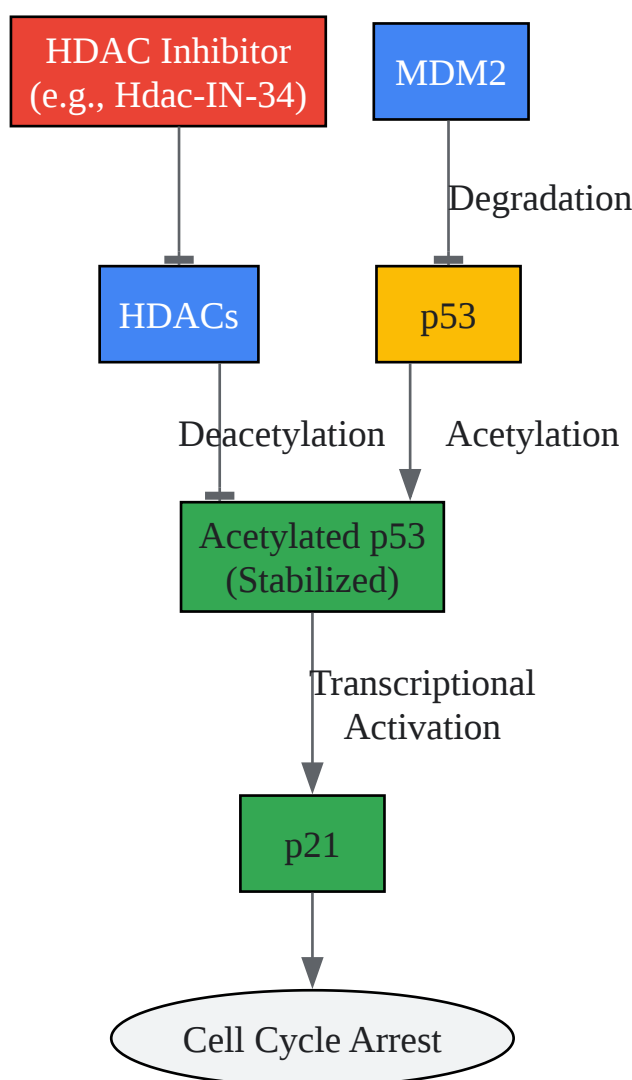 HDAC Inhibitor
(e.g., Hdac-IN-34)
MDM2
Degradation
HDACs
p53
Deacetylation
Acetylation
Acetylated p53
(Stabilized)
Transcriptional
Activation
p21
Cell Cycle Arrest